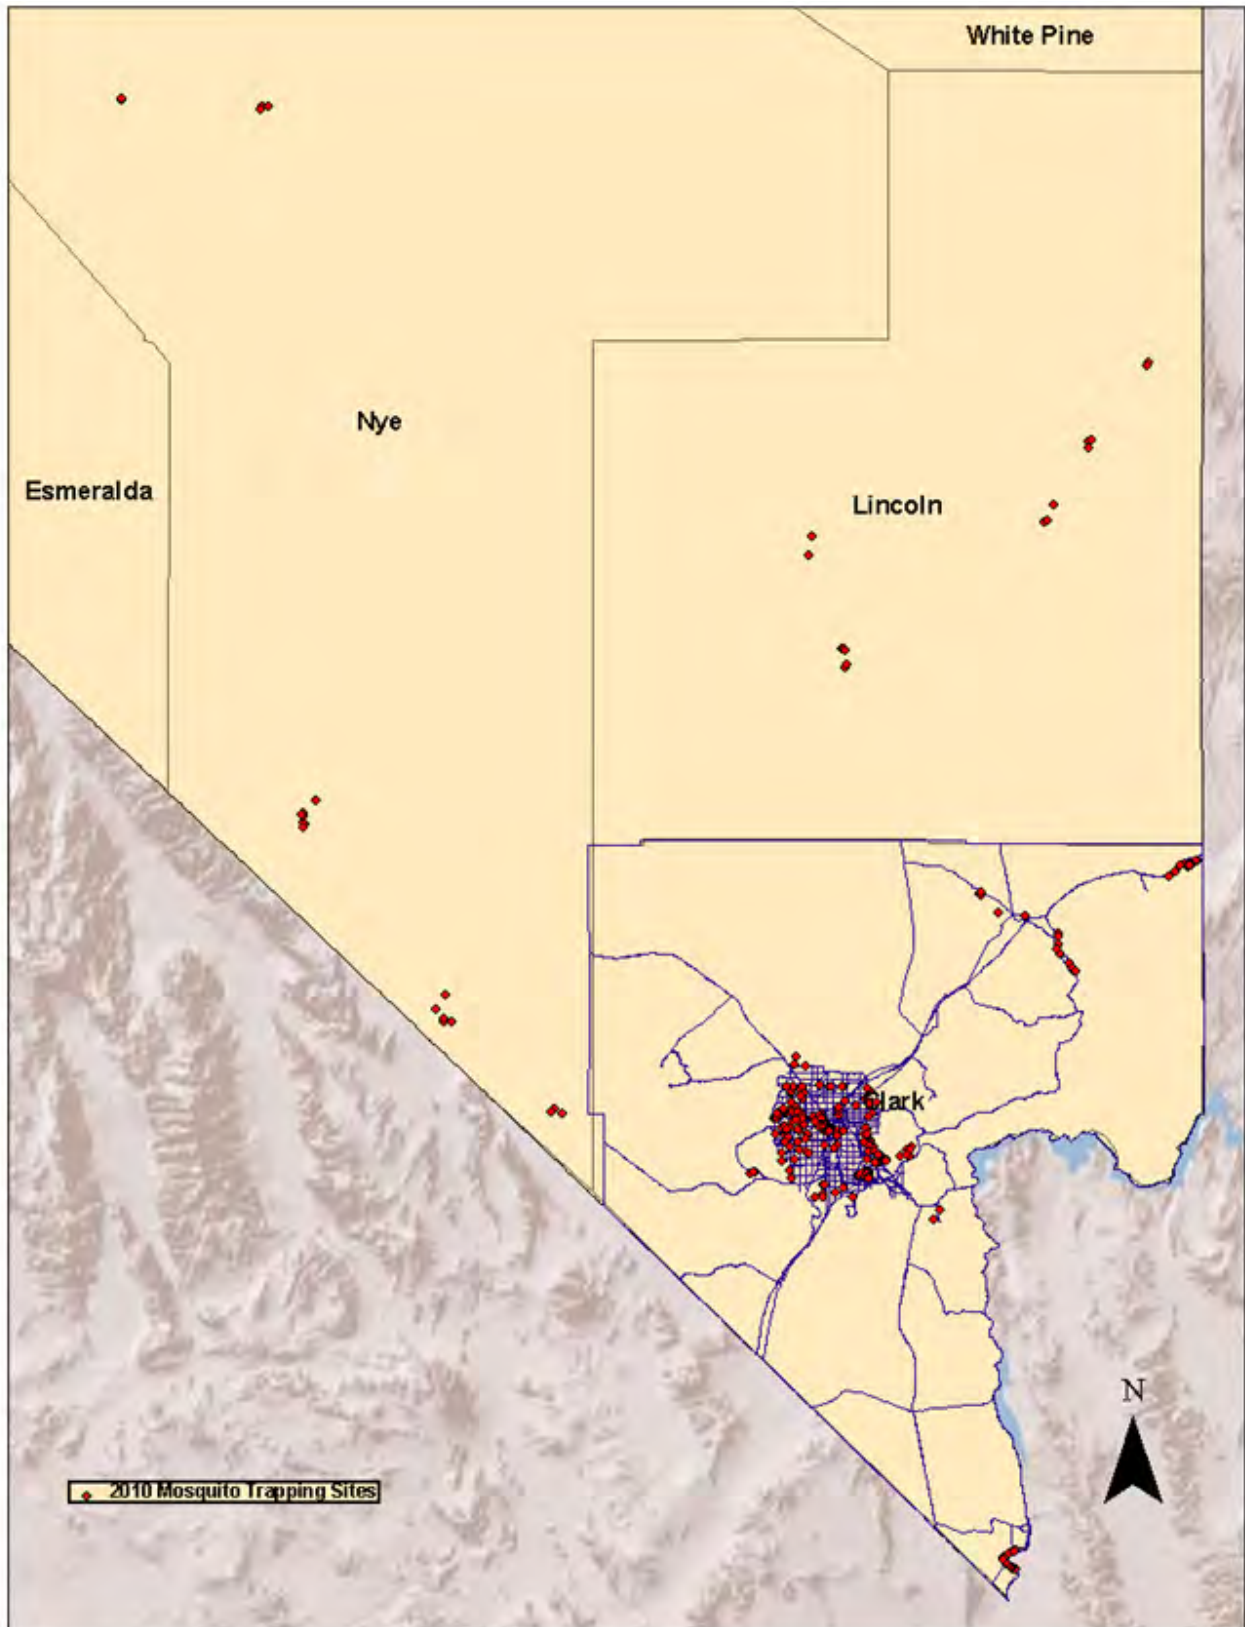 White Pine
Nye
Esmeralda
Lincoln
Clark
N
2010 Mosquito Trapping Sites